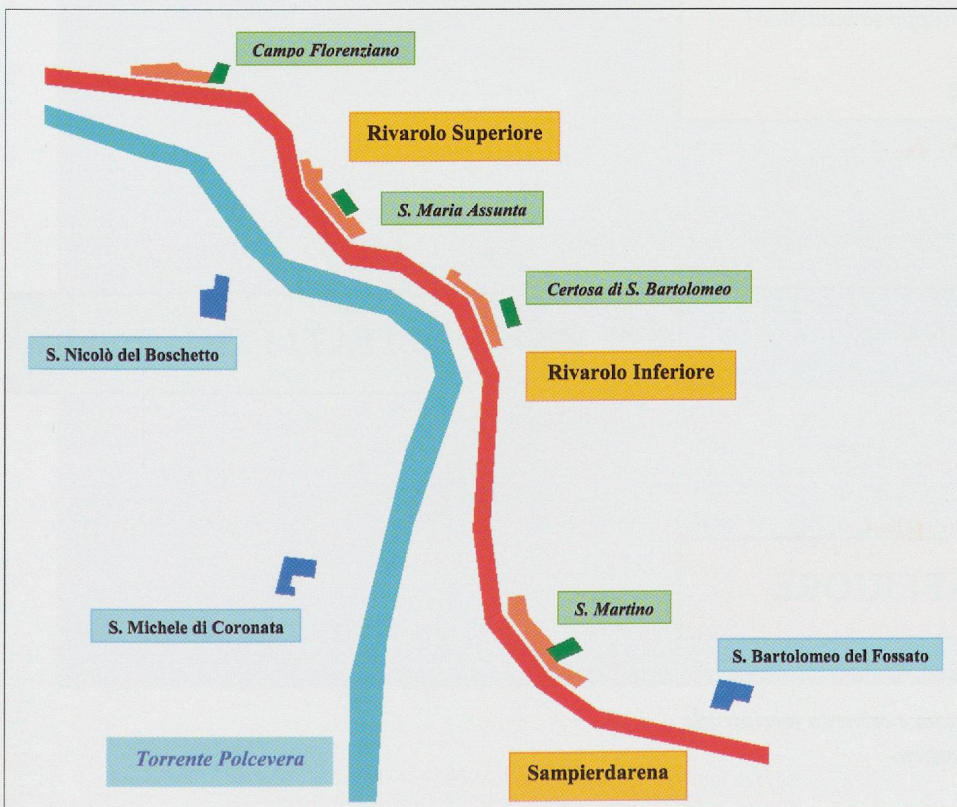 Campo Florenziano
Rivarolo Superiore
S. Maria Assunta
Certosa di S. Bartolomeo
S. Nicolò del Boschetto
Rivarolo Inferiore
S. Martino
S. Michele di Coronata
S. Bartolomeo del Fossato
Torrente Polcevera
Sampierdarena